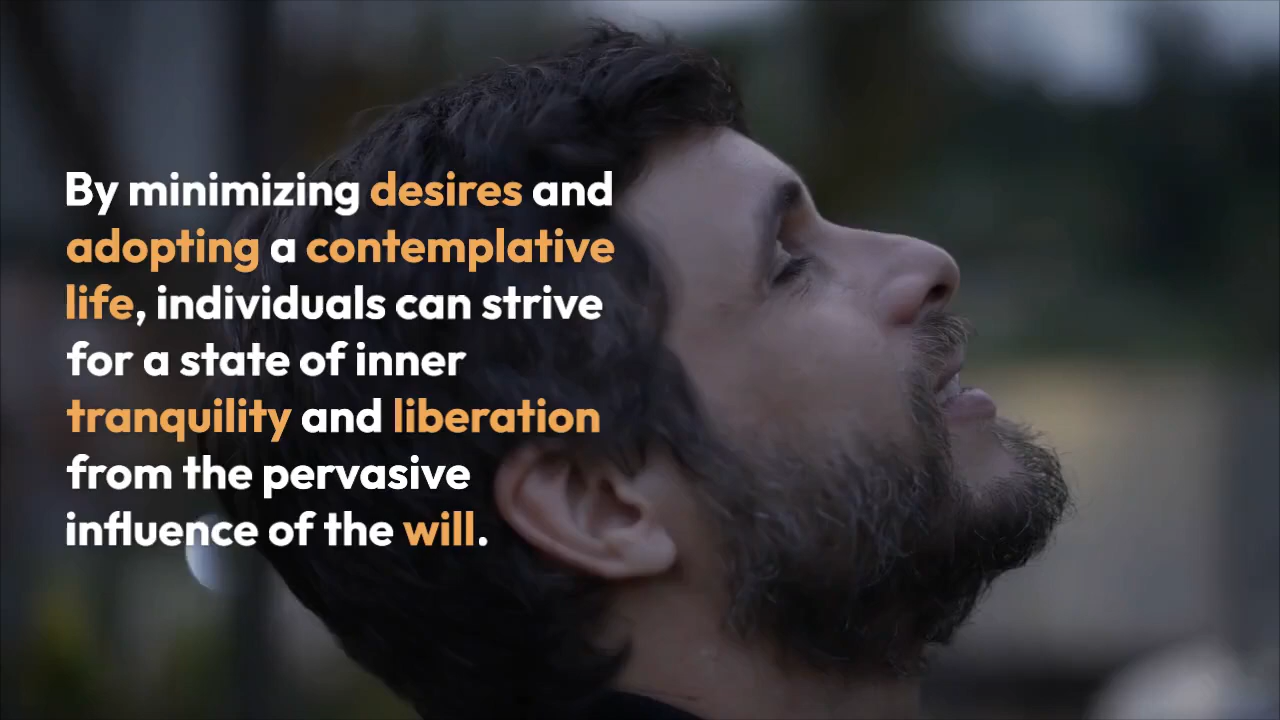 By minimizing desires and
adopting a contemplative
life, individuals can strive
for a state of inner
tranquility and liberation
from the pervasive
influence of the will.